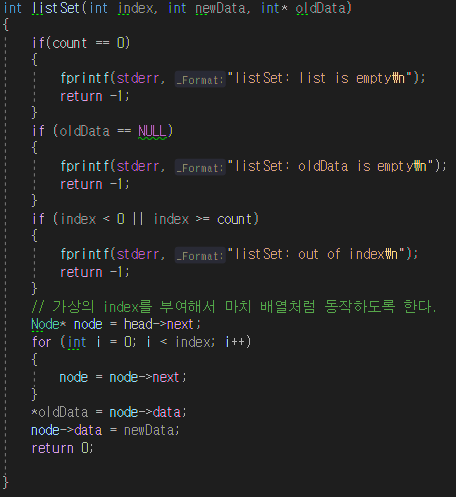 int listSet(int index, int newData, int* oldData)
{
if(count == 0)
{
fprintf(stderr, _Format:"listSet: list is empty₩n");
return -1;
}
if (oldData == NULL)
{
fprintf(stderr, _Format:"listSet: oldData is empty₩n");
return -1;
}
if (index < 0 || index >= count)
{
fprintf(stderr, _Format:"listSet: out of index₩n");
return -1;
}
// 가상의 index를 부여해서 마치 배열처럼 동작하도록 한다.
Node* node = head->next;
for (int i = 0; i < index; i++)
{
node = node->next;
}
*oldData = node->data;
node->data = newData;
return 0;
}